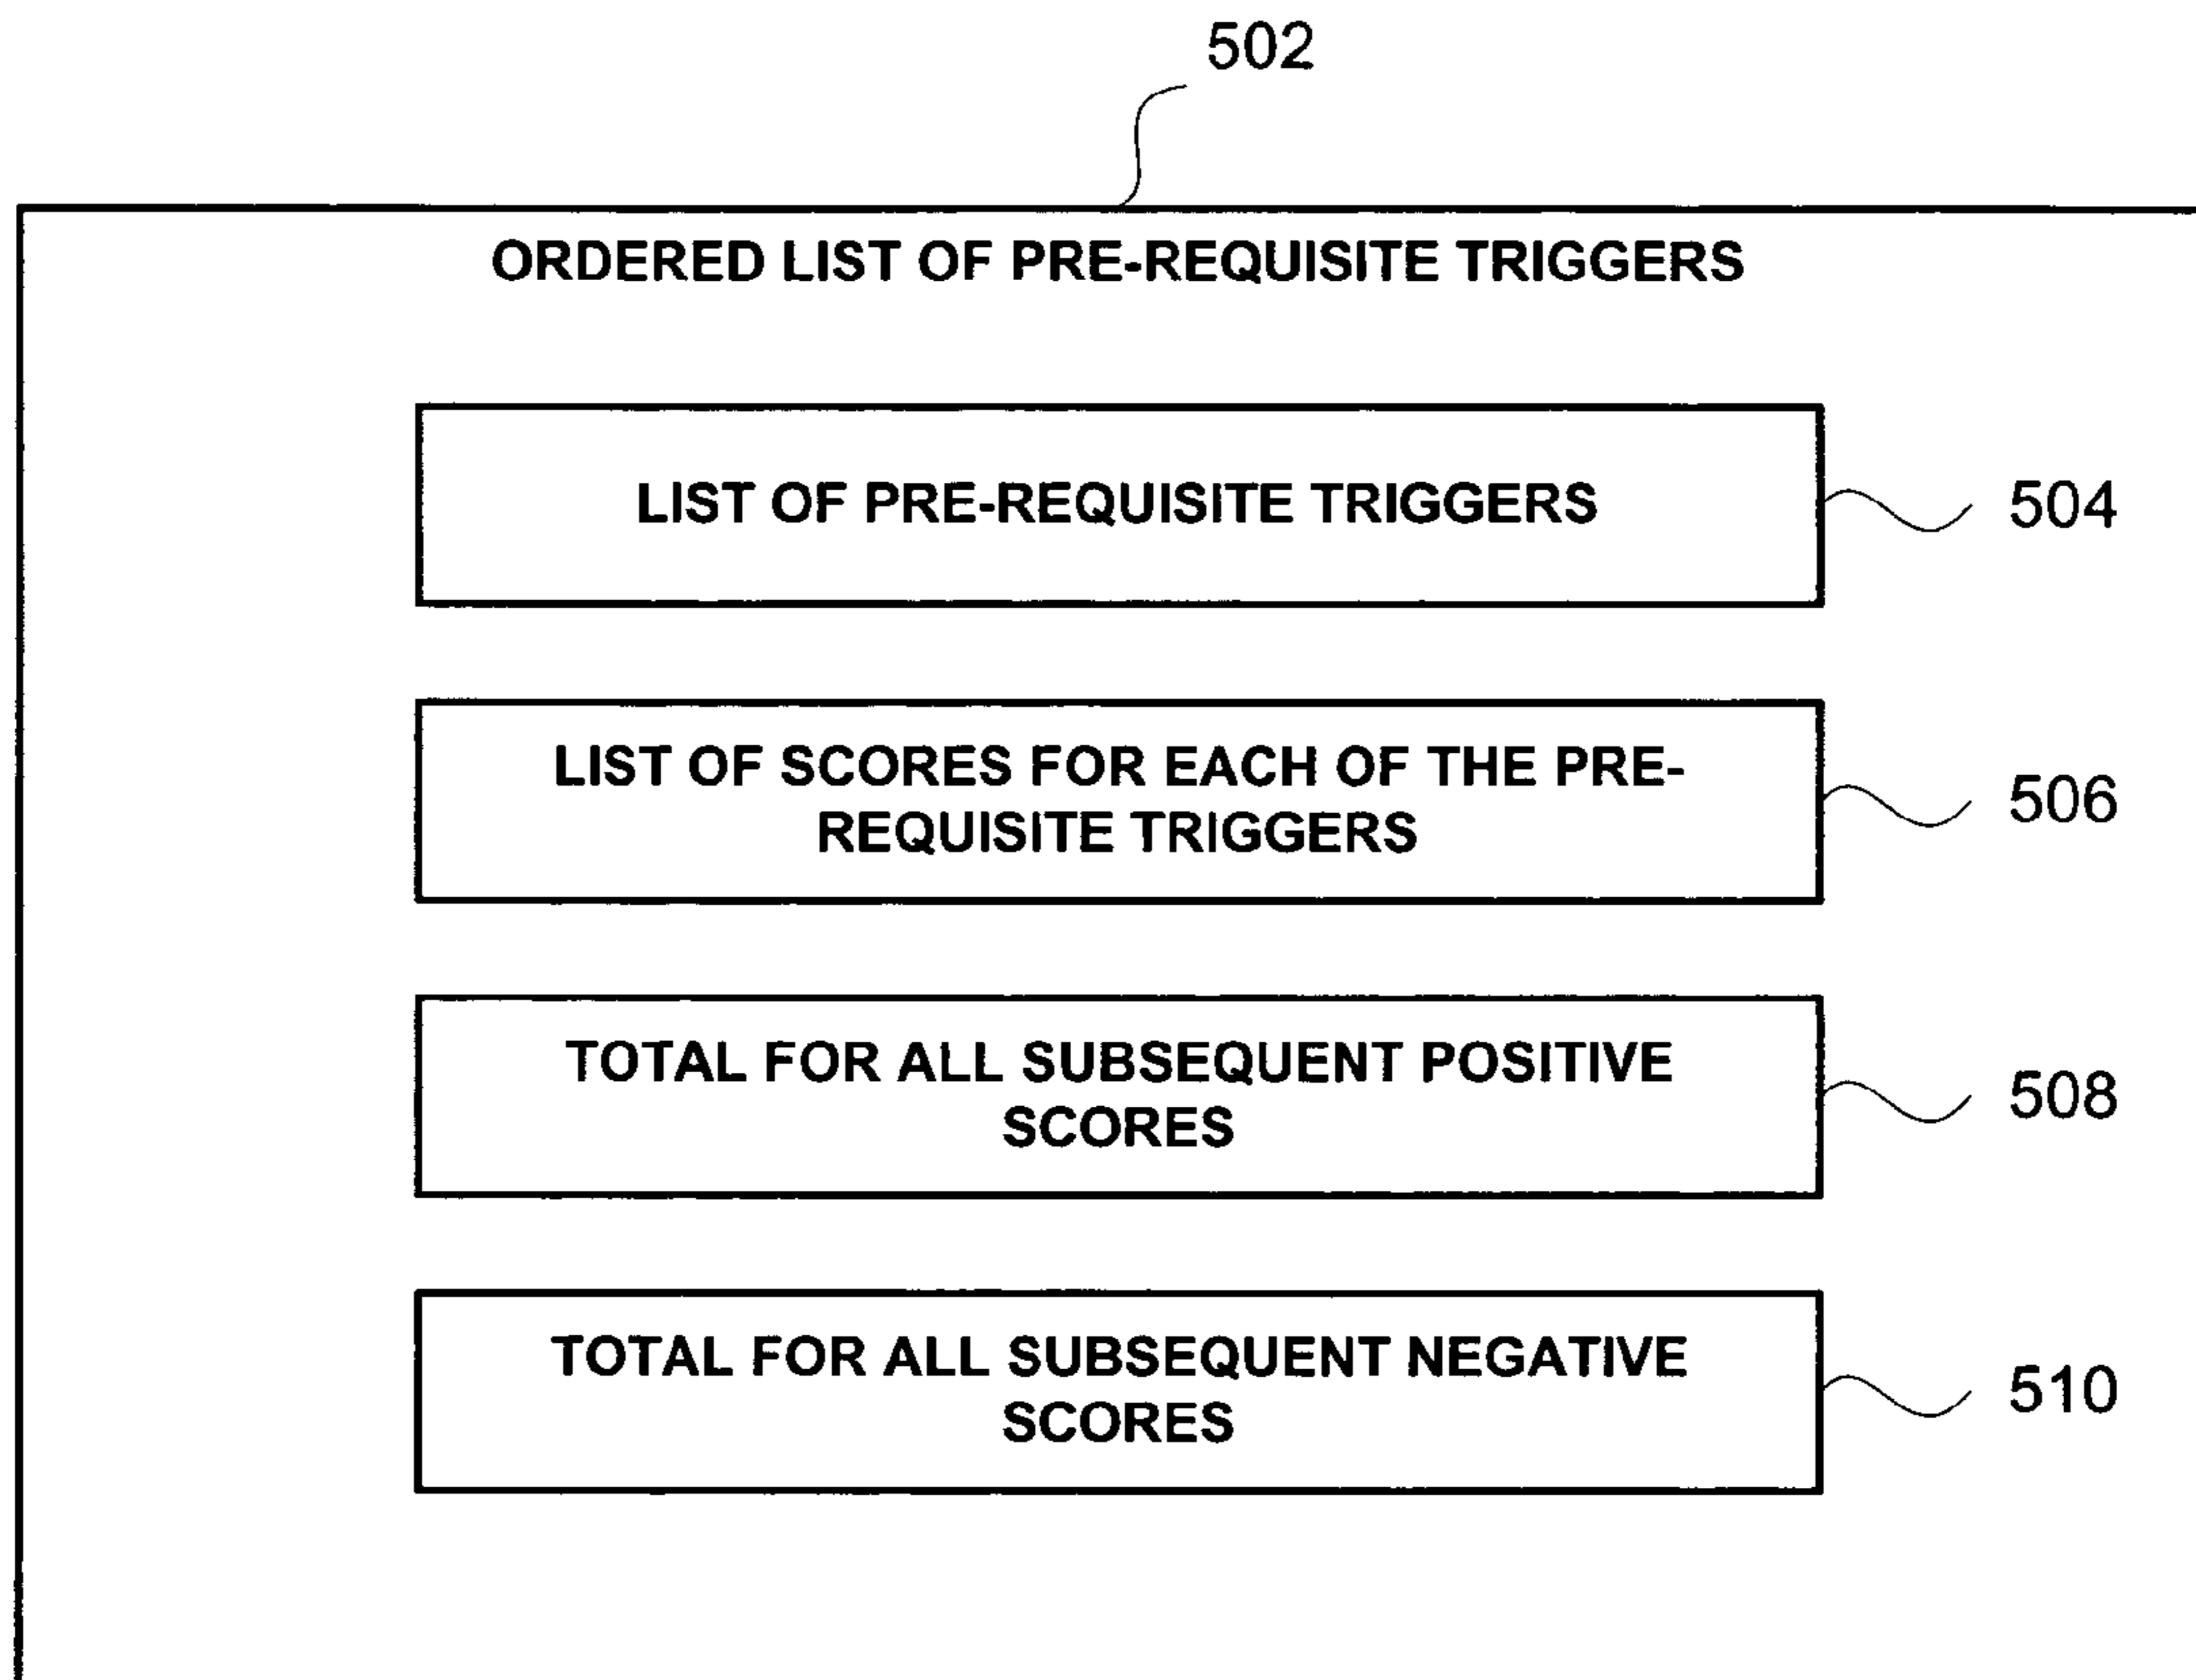 502
ORDERED LIST OF PRE-REQUISITE TRIGGERS
LIST OF PRE-REQUISITE TRIGGERS
504
LIST OF SCORES FOR EACH OF THE PRE-
REQUISITE TRIGGERS
506
TOTAL FOR ALL SUBSEQUENT POSITIVE
SCORES
508
TOTAL FOR ALL SUBSEQUENT NEGATIVE
SCORES
510